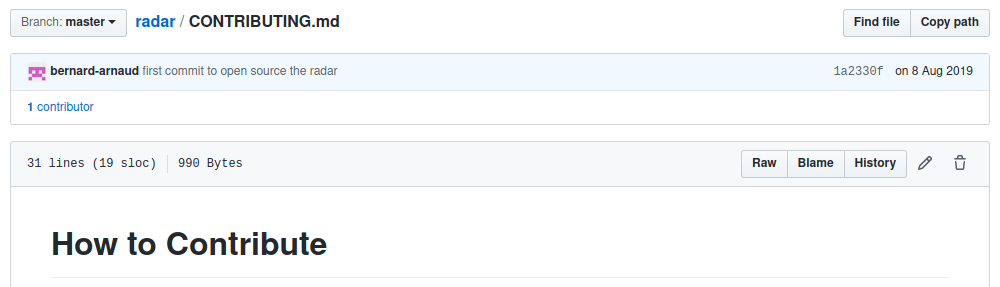 Branch: master radar / CONTRIBUTING.md Find file Copy path
bernard-arnaud first commit to open source the radar 1a2330f on 8 Aug 2019
1 contributor
31 lines (19 sloc) 990 Bytes Raw Blame History
How to Contribute